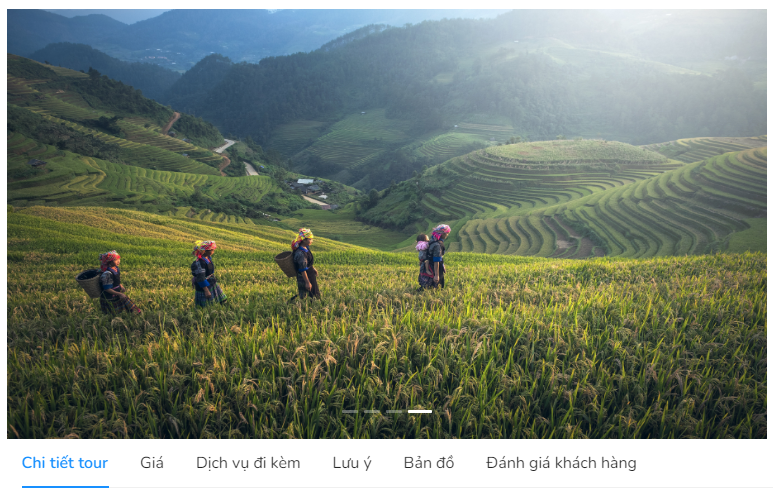 Chi tiết tour Giá Dịch vụ đi kèm Lưu ý Bản đồ Đánh giá khách hàng